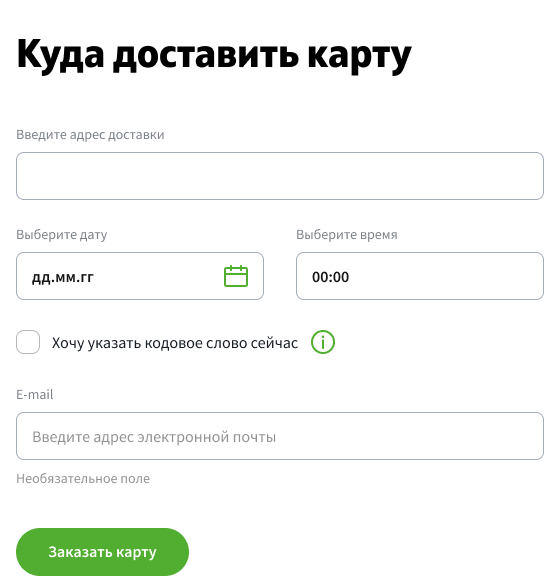 Куда доставить карту
Введите адрес доставки
Выберите дату
Выберите время
дд.мм.гг
00:00
Хочу указать кодовое слово сейчас
E-mail
Введите адрес электронной почты
Необязательное поле
Заказать карту